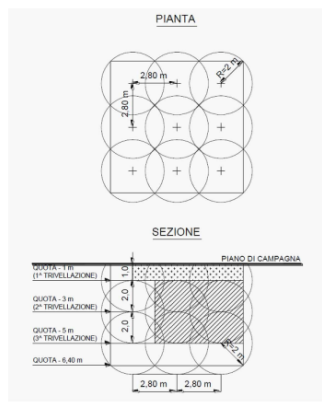 PIANTA
2,80 m
R=2 m
2,80 m
SEZIONE
PIANO DI CAMPAGNA
QUOTA - 1 m
(1ª TRIVELLAZIONE)
1.0
QUOTA - 3 m
(2ª TRIVELLAZIONE)
2.0
QUOTA - 5 m
(3ª TRIVELLAZIONE)
2.0
R=2 m
QUOTA - 6,40 m
2,80 m
2,80 m